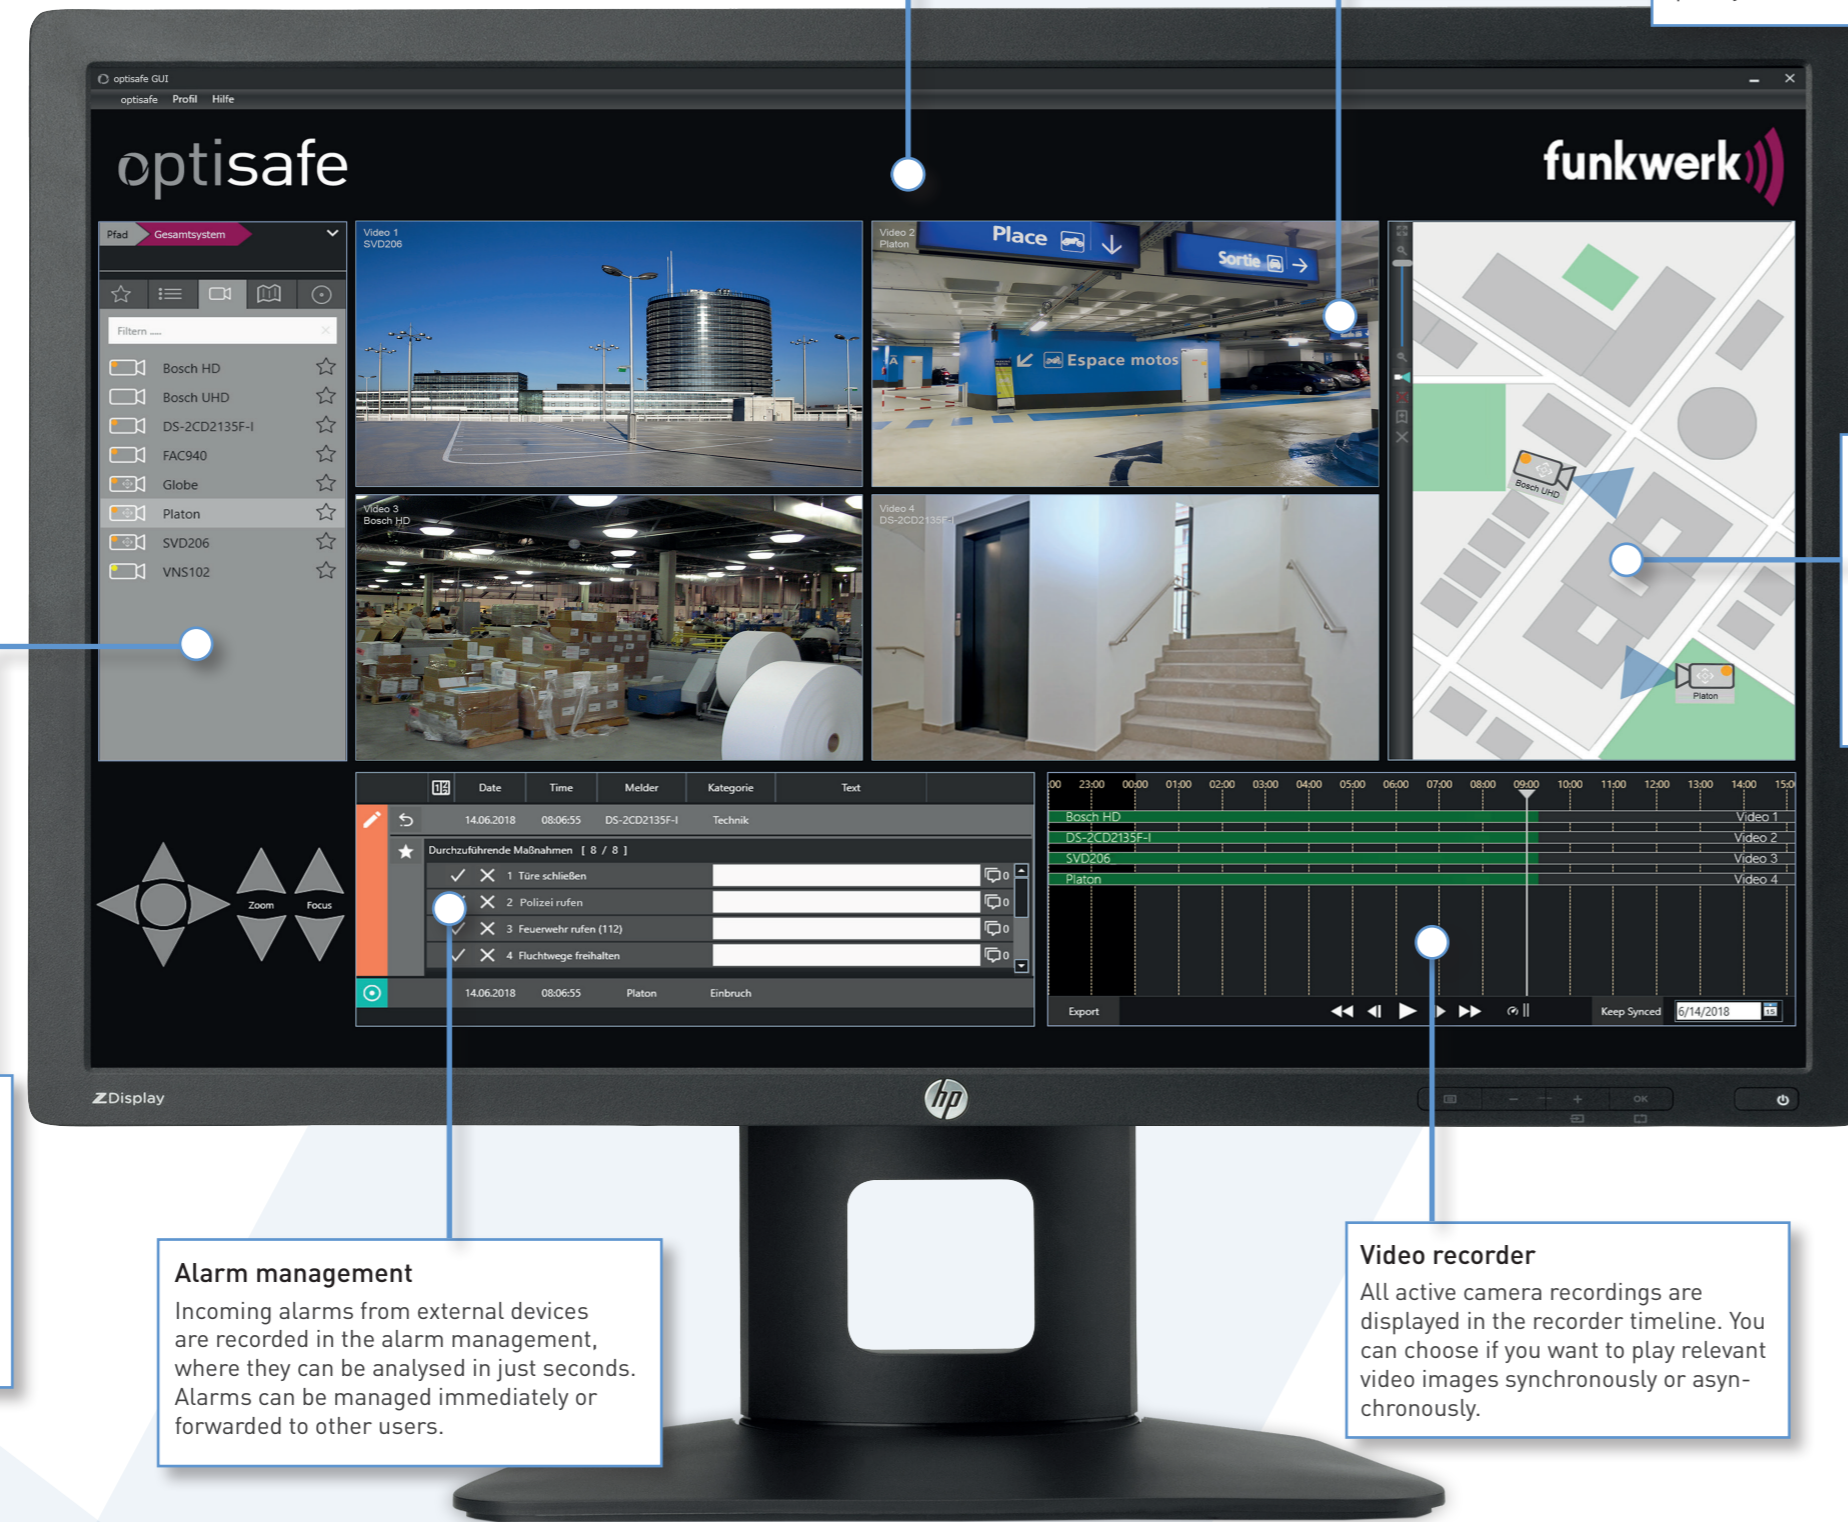 optisafe GUI
optisafe Profil Hilfe
optisafe
funkwerk
Pfad Gesamtsystem
Filtern .....
Bosch HD
Bosch UHD
DS-2CD2135F-I
FAC940
Globe
Platon
SVD206
VNS102
Video 1
SVD206
Video 2
Platon
Place
Sortie
A
Espace motos
Video 3
Bosch HD
Video 4
DS-2CD2135F-I
Bosch UHD
Platon
Zoom Focus
Date Time Melder Kategorie Text
14.06.2018 08:06:55 DS-2CD2135F-I Technik
Durchzuführende Maßnahmen [ 8 / 8 ]
1 Türe schließen 0
2 Polizei rufen 0
3 Feuerwehr rufen (112) 0
4 Fluchtwege freihalten 0
14.06.2018 08:06:55 Platon Einbruch
:00 23:00 00:00 01:00 02:00 03:00 04:00 05:00 06:00 07:00 08:00 09:00 10:00 11:00 12:00 13:00 14:00 15:0
Bosch HD Video 1
DS-2CD2135F-I Video 2
SVD206 Video 3
Platon Video 4
Export Keep Synced 6/14/2018 15
ZDisplay
hp
OK
Alarm management
Incoming alarms from external devices
are recorded in the alarm management,
where they can be analysed in just seconds.
Alarms can be managed immediately or
forwarded to other users.
Video recorder
All active camera recordings are
displayed in the recorder timeline. You
can choose if you want to play relevant
video images synchronously or asyn-
chronously.